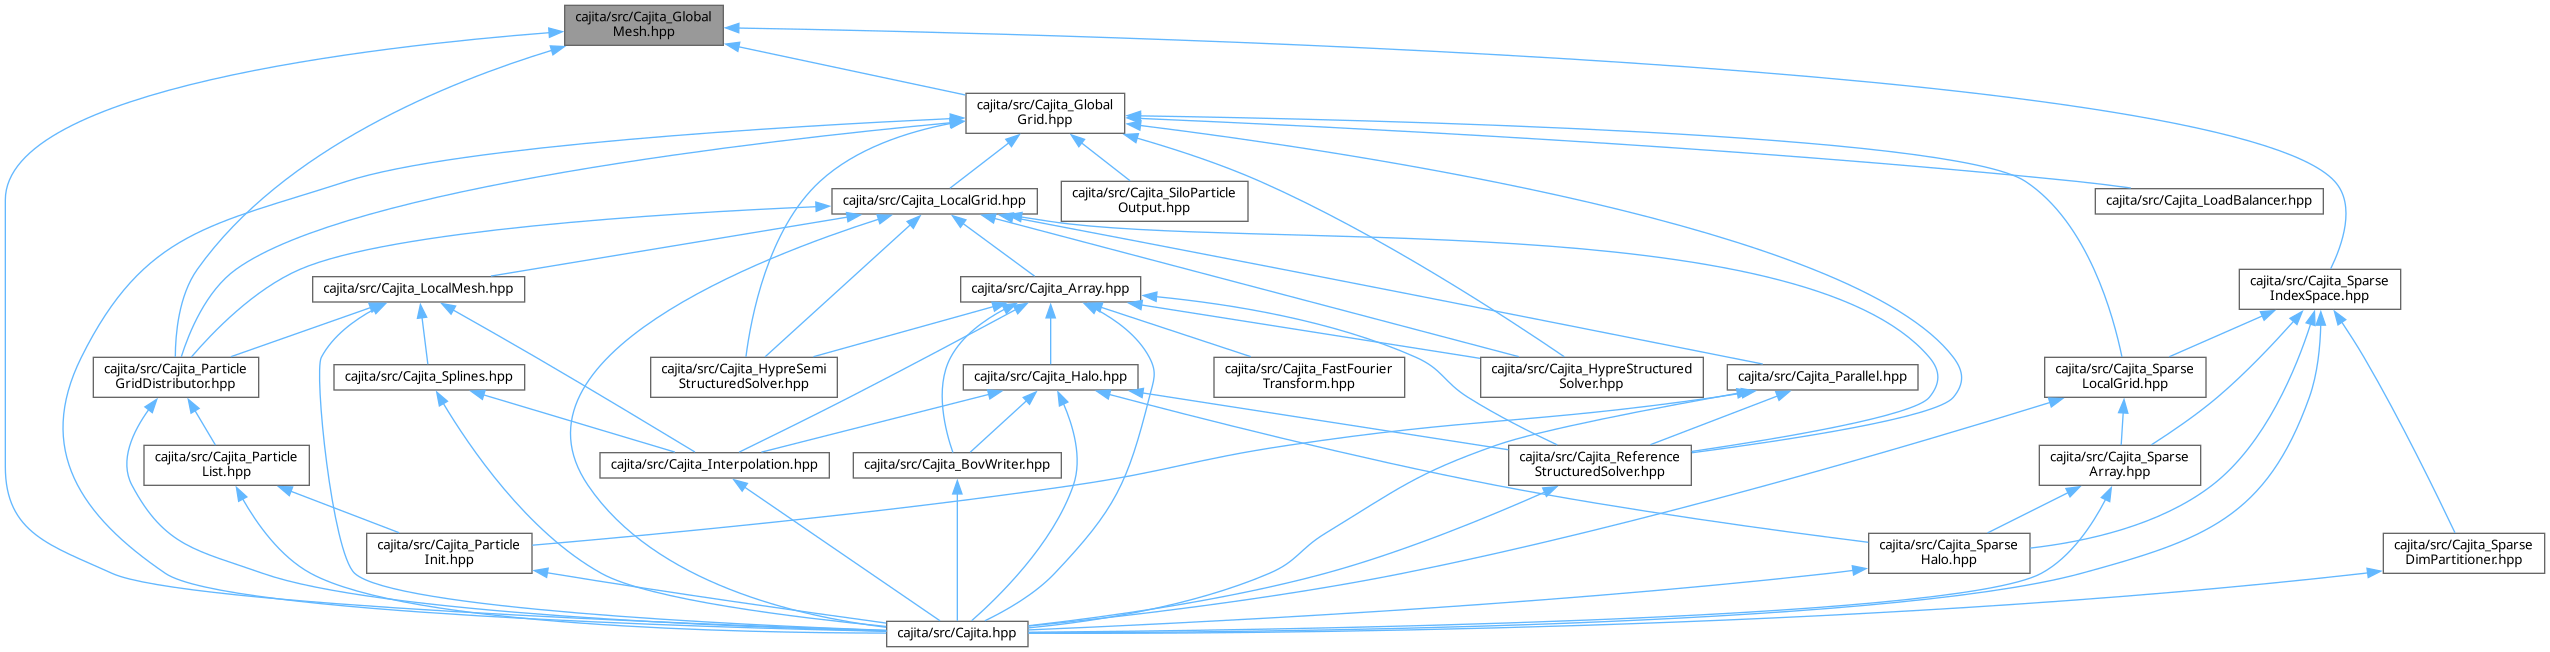 cajita/src/Cajita_Global
Mesh.hpp
cajita/src/Cajita_Global
Grid.hpp
cajita/src/Cajita_LocalGrid.hpp
cajita/src/Cajita_SiloParticle
Output.hpp
cajita/src/Cajita_LoadBalancer.hpp
cajita/src/Cajita_LocalMesh.hpp
cajita/src/Cajita_Array.hpp
cajita/src/Cajita_Sparse
IndexSpace.hpp
cajita/src/Cajita_Particle
GridDistributor.hpp
cajita/src/Cajita_Splines.hpp
cajita/src/Cajita_HypreSemi
StructuredSolver.hpp
cajita/src/Cajita_Halo.hpp
cajita/src/Cajita_FastFourier
Transform.hpp
cajita/src/Cajita_HypreStructured
Solver.hpp
cajita/src/Cajita_Parallel.hpp
cajita/src/Cajita_Sparse
LocalGrid.hpp
cajita/src/Cajita_Particle
List.hpp
cajita/src/Cajita_Interpolation.hpp
cajita/src/Cajita_BovWriter.hpp
cajita/src/Cajita_Reference
StructuredSolver.hpp
cajita/src/Cajita_Sparse
Array.hpp
cajita/src/Cajita_Particle
Init.hpp
cajita/src/Cajita_Sparse
Halo.hpp
cajita/src/Cajita_Sparse
DimPartitioner.hpp
cajita/src/Cajita.hpp